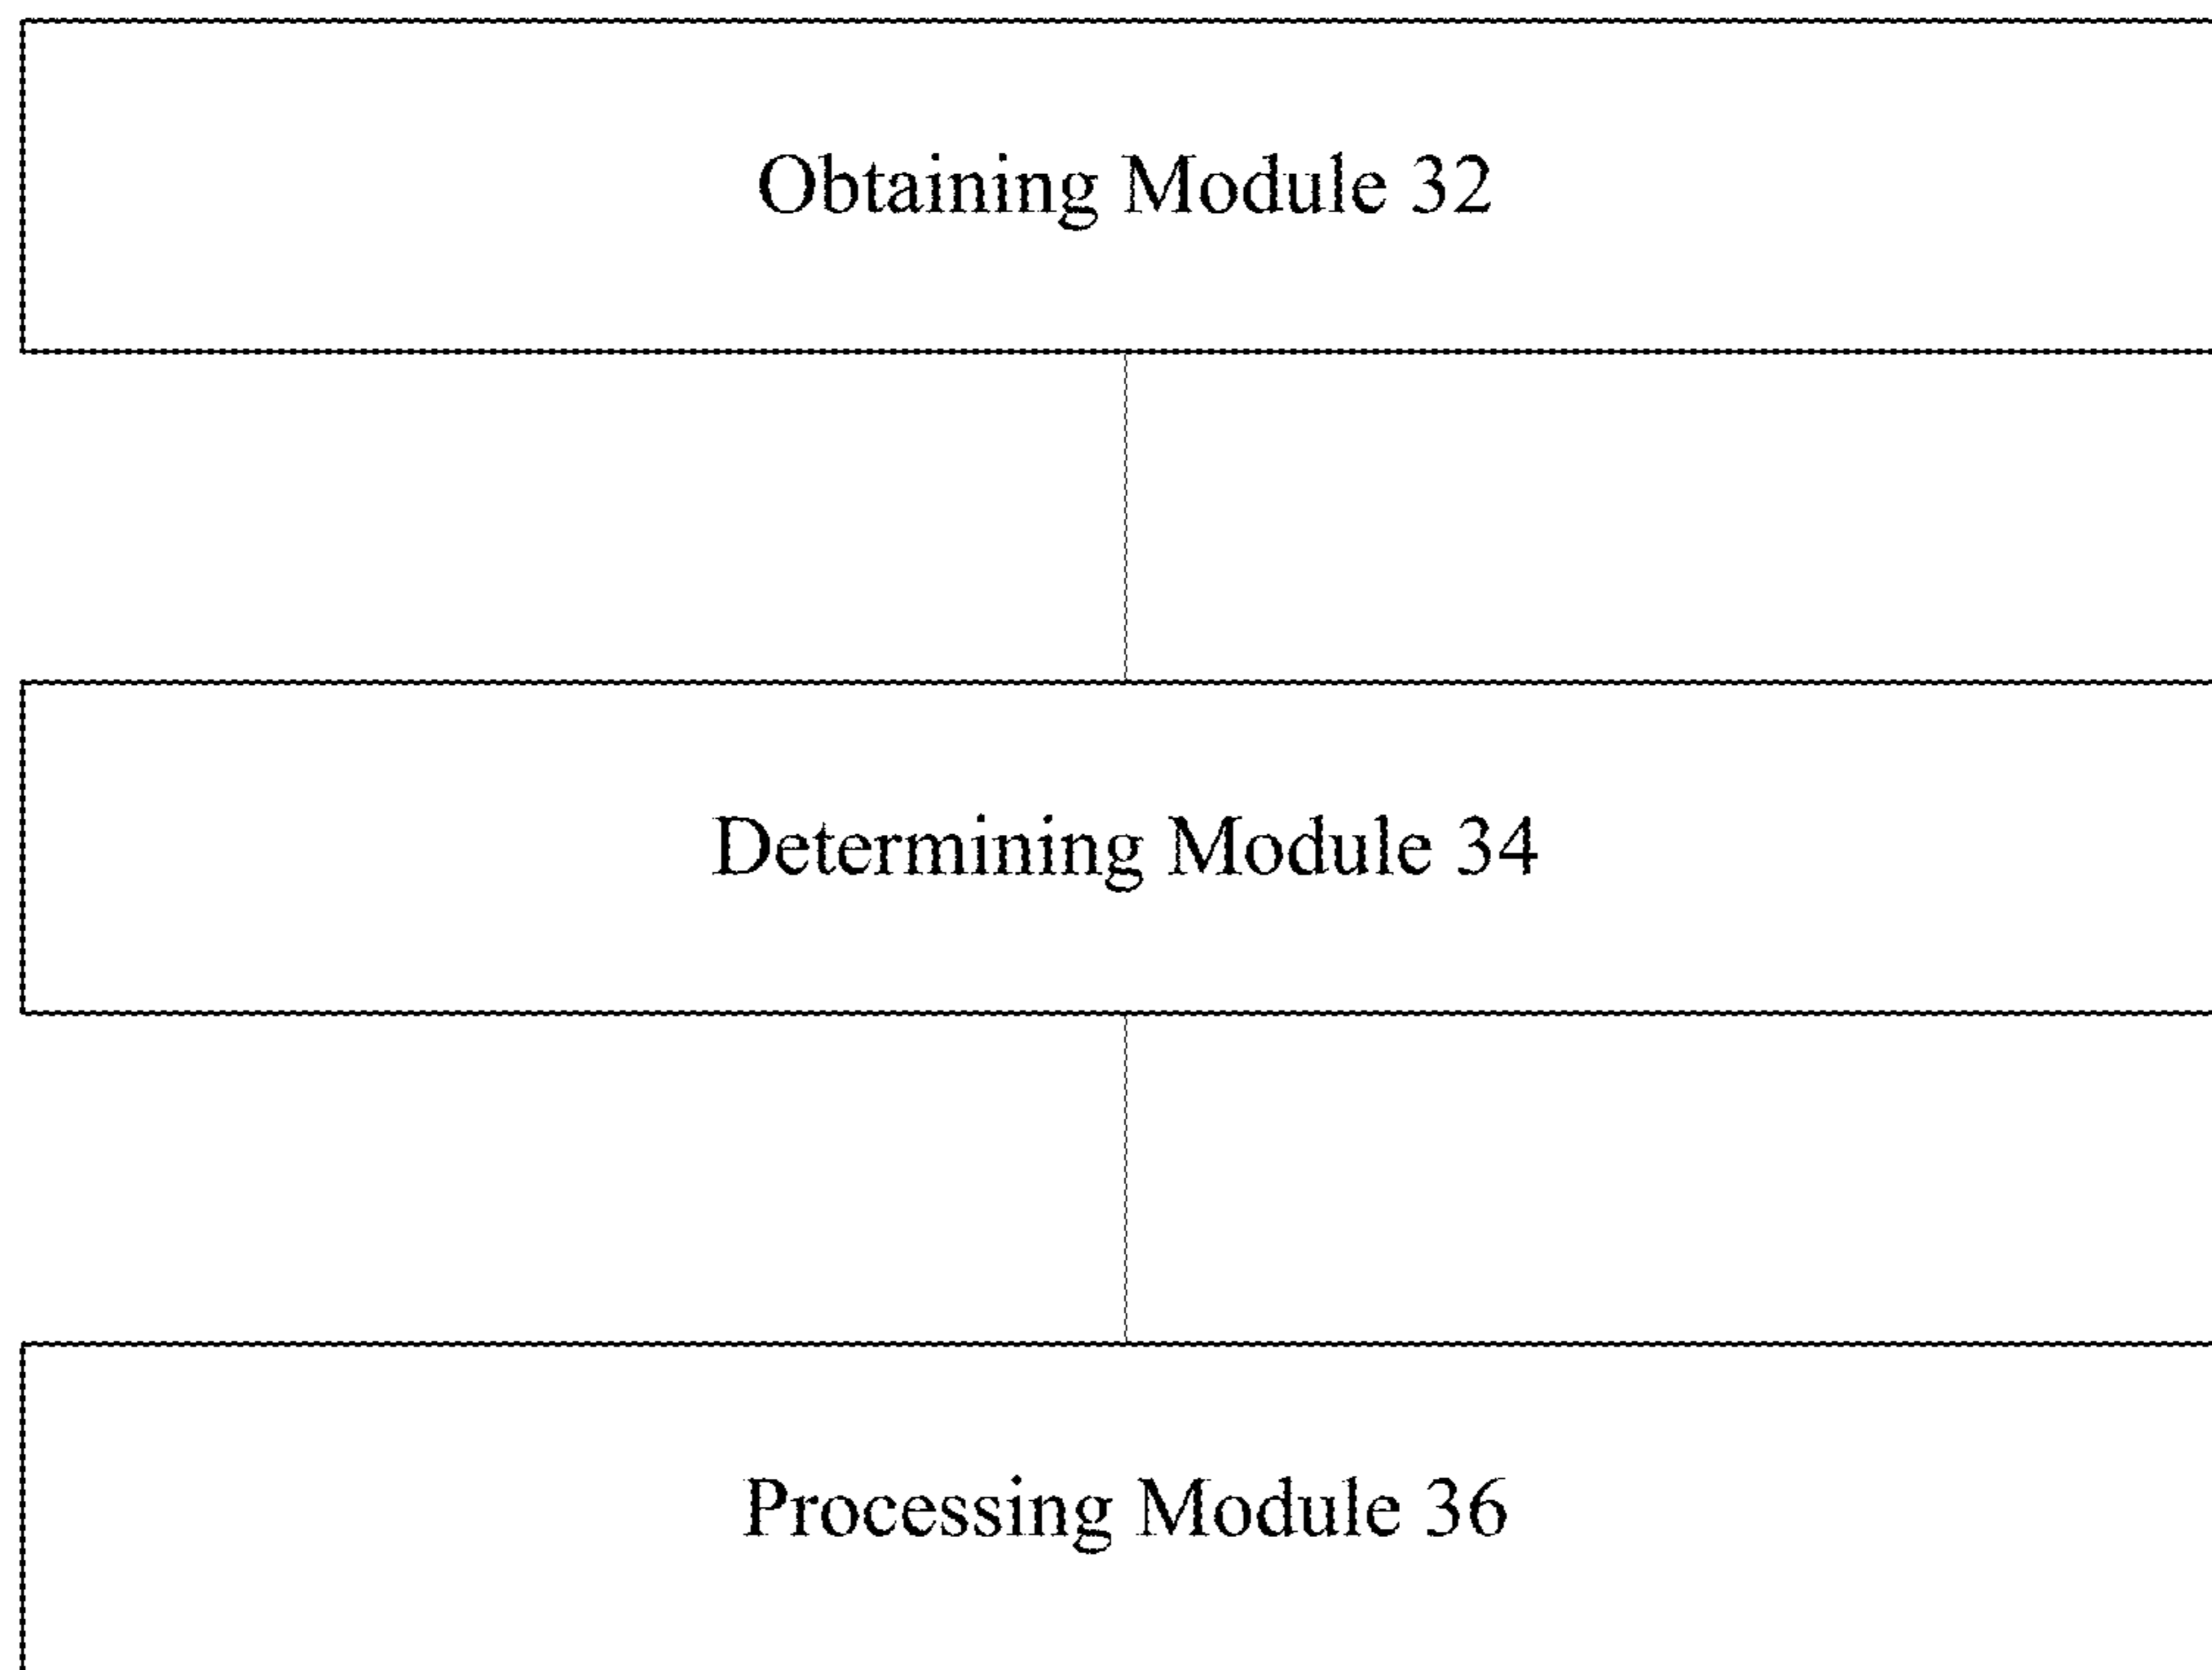 Obtaining Module 32
Determining Module 34
Processing Module 36